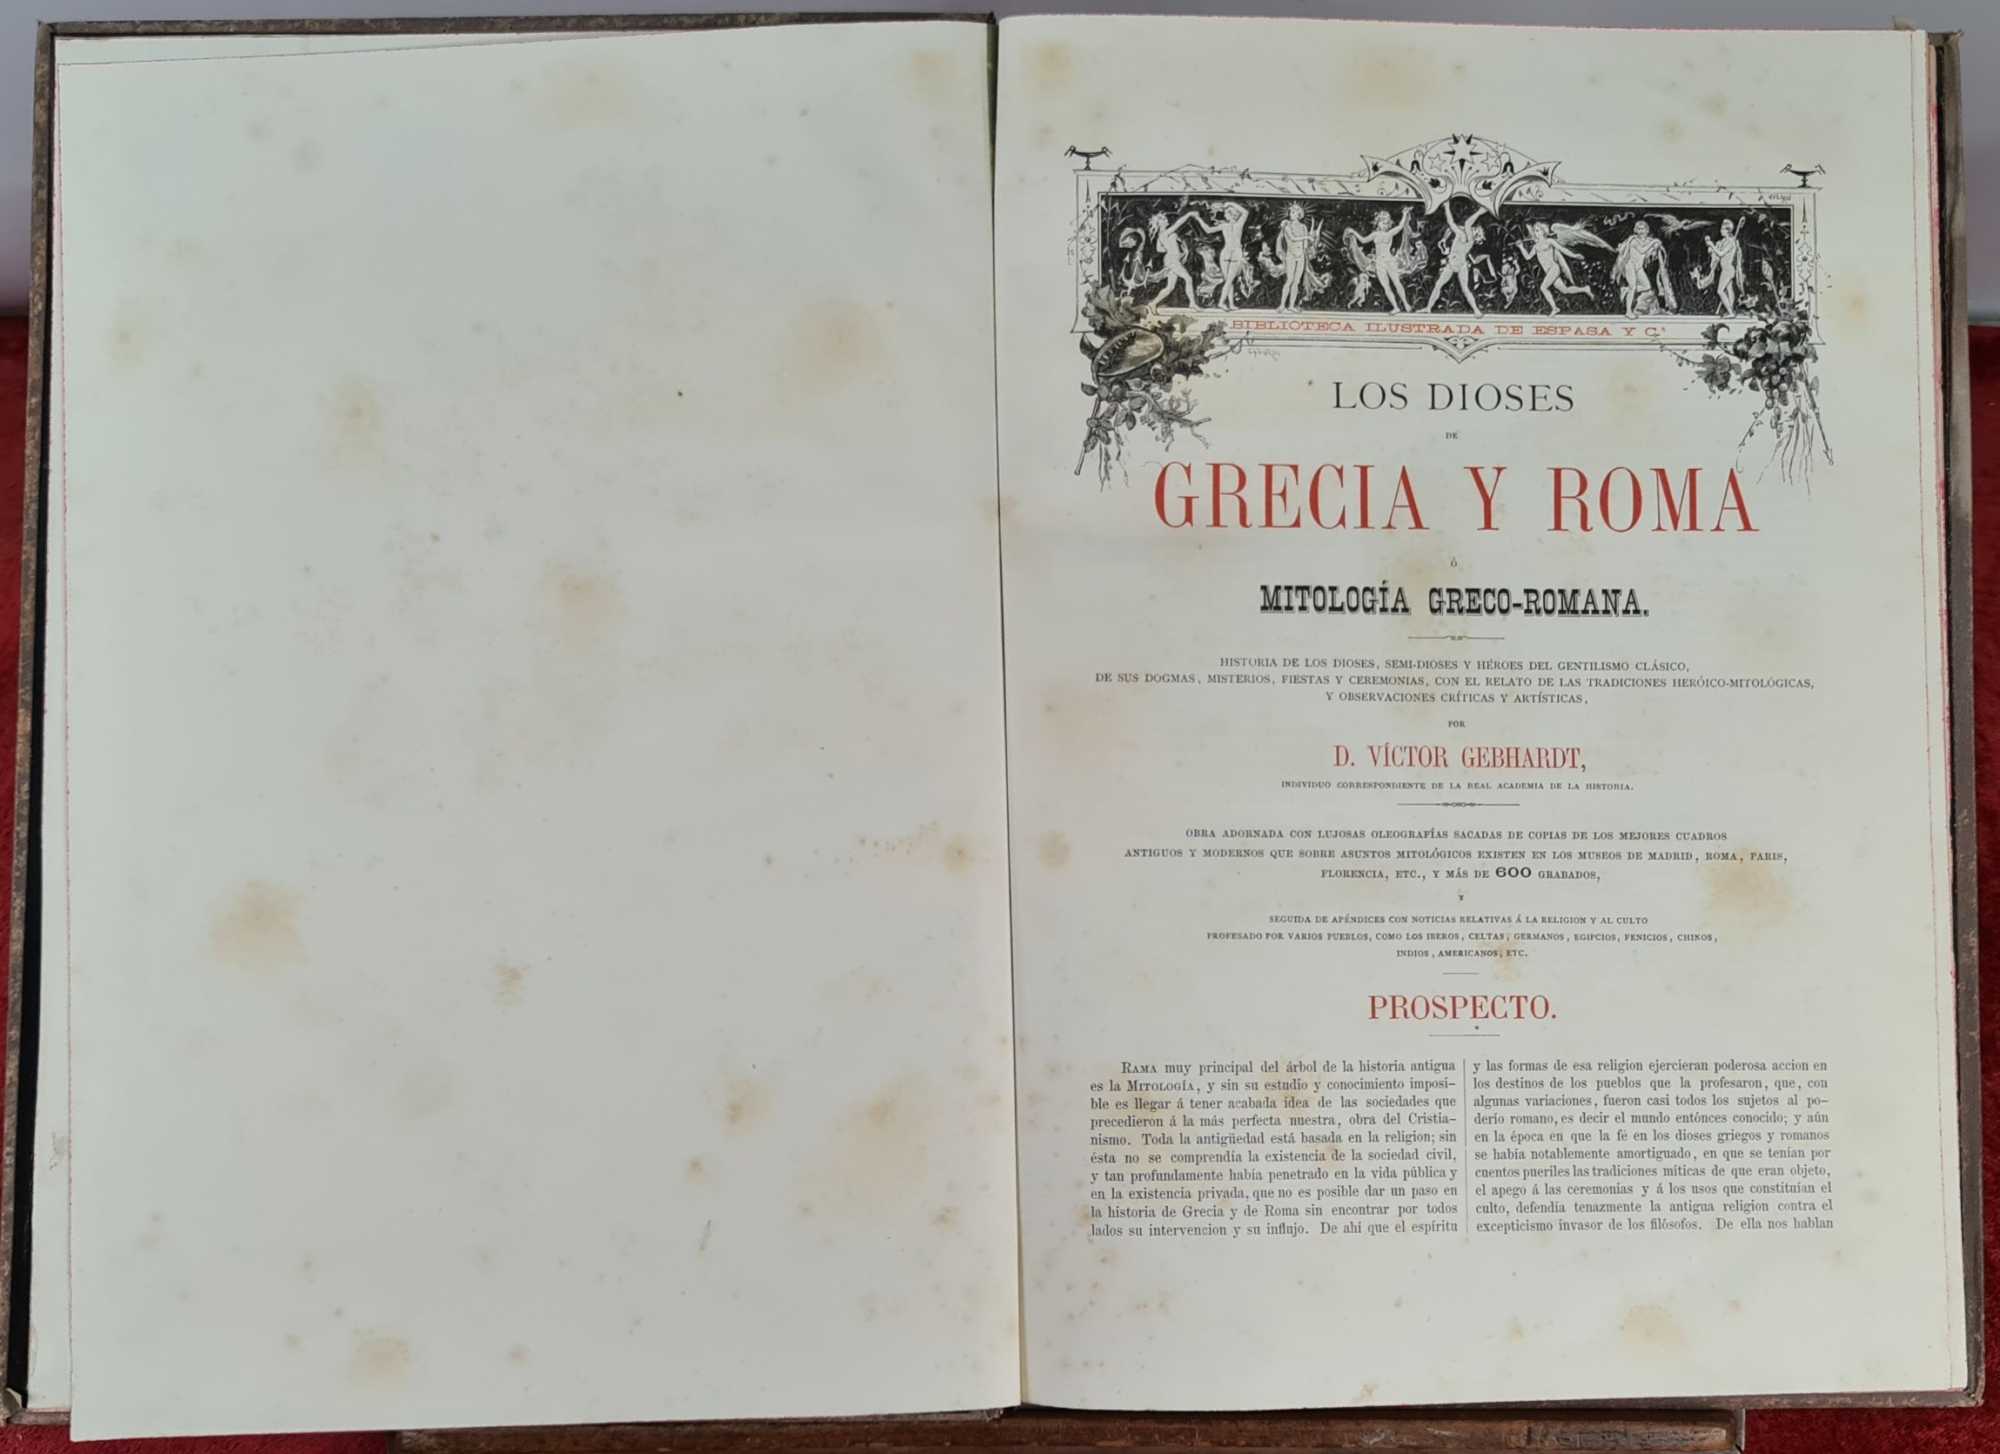 BIBLIOTECA ILUSTRADA DE ESPASA Y C.ª
LOS DIOSES
DE
GRECIA Y ROMA
Ó
MITOLOGÍA GRECO-ROMANA.
HISTORIA DE LOS DIOSES, SEMI-DIOSES Y HÉROES DEL GENTILISMO CLÁSICO,
DE SUS DOGMAS, MISTERIOS, FIESTAS Y CEREMONIAS, CON EL RELATO DE LAS TRADICIONES HERÓICO-MITOLÓGICAS,
Y OBSERVACIONES CRÍTICAS Y ARTÍSTICAS,
POR
D. VÍCTOR GEBHARDT,
INDIVIDUO CORRESPONDIENTE DE LA REAL ACADEMIA DE LA HISTORIA.
OBRA ADORNADA CON LUJOSAS OLEOGRAFÍAS SACADAS DE COPIAS DE LOS MEJORES CUADROS
ANTIGUOS Y MODERNOS QUE SOBRE ASUNTOS MITOLÓGICOS EXISTEN EN LOS MUSEOS DE MADRID, ROMA, PARIS,
FLORENCIA, ETC., Y MÁS DE 600 GRABADOS,
Y
SEGUIDA DE APÉNDICES CON NOTICIAS RELATIVAS Á LA RELIGION Y AL CULTO
PROFESADO POR VARIOS PUEBLOS, COMO LOS IBEROS, CELTAS, GERMANOS, EGIPCIOS, FENICIOS, CHINOS,
INDIOS, AMERICANOS, ETC.
PROSPECTO.
RAMA muy principal del árbol de la historia antigua
es la MITOLOGÍA, y sin su estudio y conocimiento imposi-
ble es llegar á tener acabada idea de las sociedades que
precedieron á la más perfecta nuestra, obra del Cristia-
nismo. Toda la antigüedad está basada en la religion; sin
ésta no se comprendía la existencia de la sociedad civil,
y tan profundamente había penetrado en la vida pública y
en la existencia privada, que no es posible dar un paso en
la historia de Grecia y de Roma sin encontrar por todos
lados su intervencion y su influjo. De ahí que el espíritu
y las formas de esa religion ejercieran poderosa accion en
los destinos de los pueblos que la profesaron, que, con
algunas variaciones, fueron casi todos los sujetos al po-
derío romano, es decir el mundo entónces conocido; y aún
en la época en que la fé en los dioses griegos y romanos
se había notablemente amortiguado, en que se tenían por
cuentos pueriles las tradiciones míticas de que eran objeto,
el apego á las ceremonias y á los usos que constituían el
culto, defendía tenazmente la antigua religion contra el
excepticismo invasor de los filósofos. De ella nos hablan